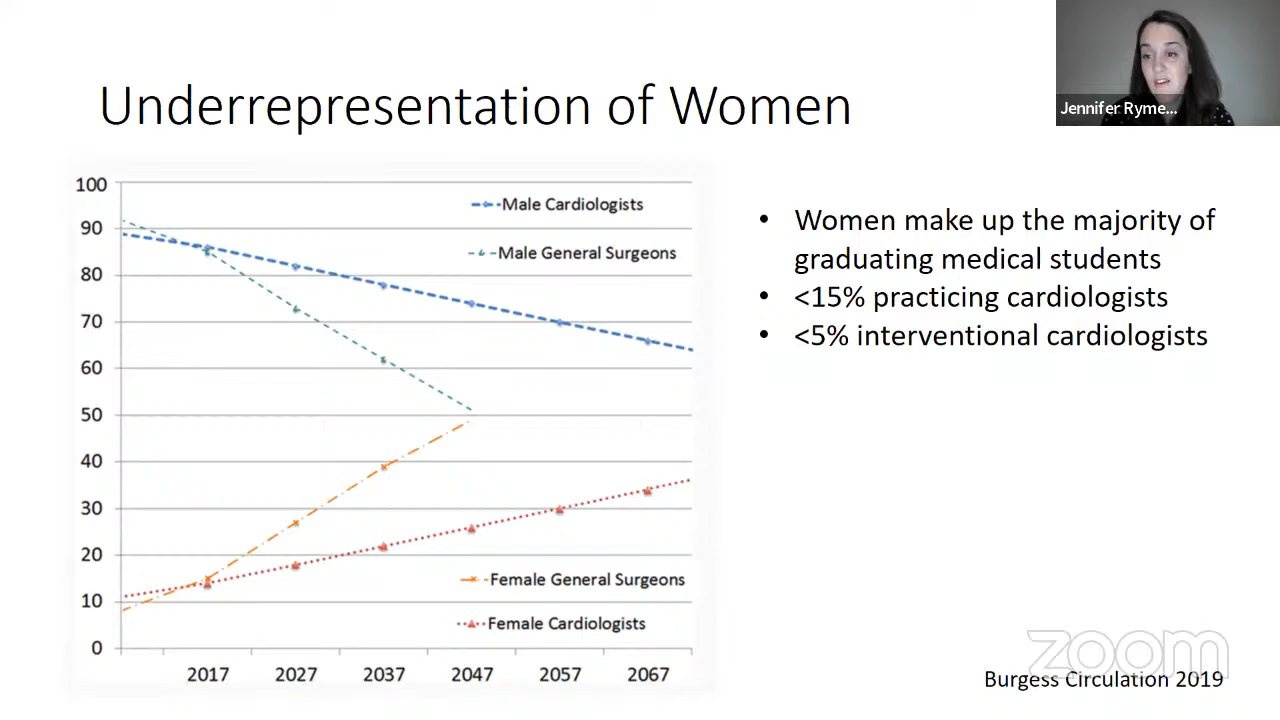 Jennifer Ryme...
Underrepresentation of Women
100
90
80
70
60
50
40
30
20
10
0
Male Cardiologists
Male General Surgeons
Female General Surgeons
Female Cardiologists
2017 2027 2037 2047 2057 2067
• Women make up the majority of
graduating medical students
• <15% practicing cardiologists
• <5% interventional cardiologists
zoom
Burgess Circulation 2019